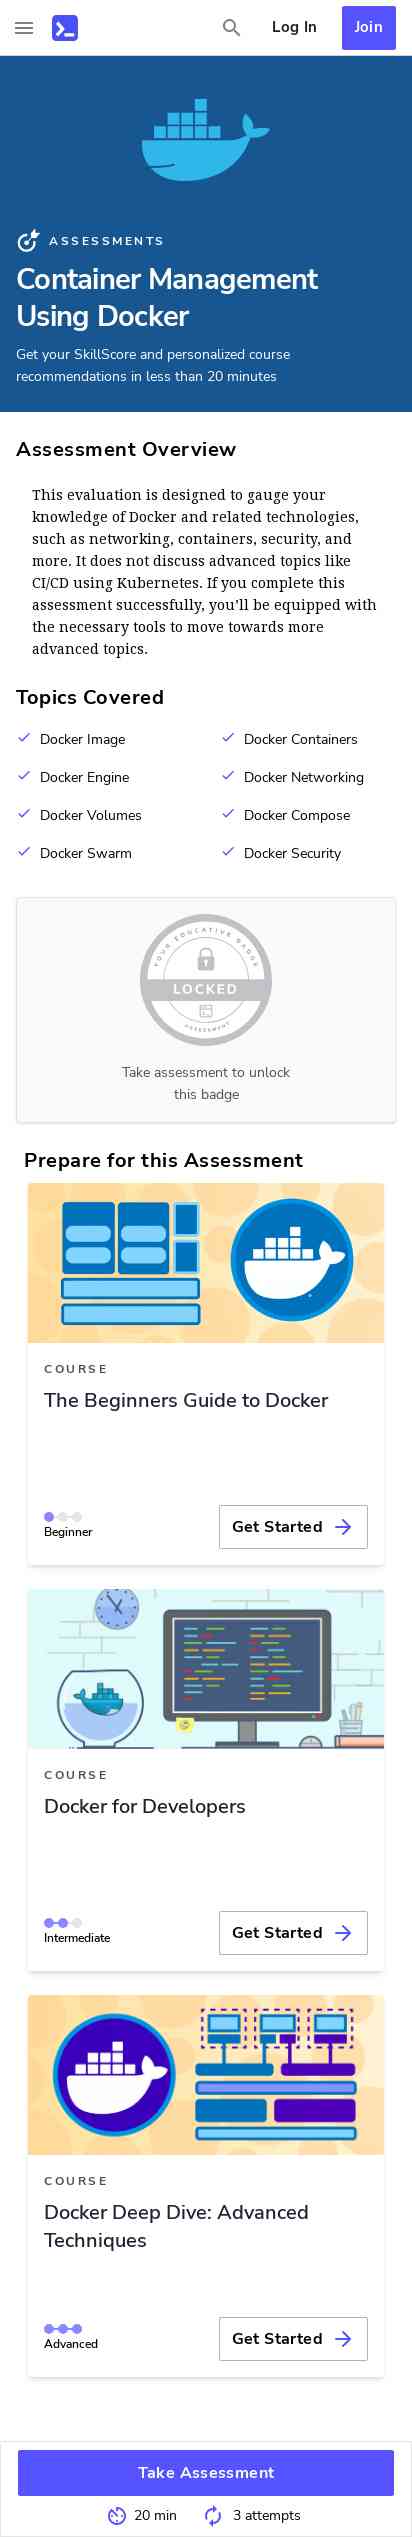 Log In
Join
ASSESSMENTS
Container Management
Using Docker
Get your SkillScore and personalized course
recommendations in less than 20 minutes
Assessment Overview
This evaluation is designed to gauge your
knowledge of Docker and related technologies,
such as networking, containers, security, and
more. It does not discuss advanced topics like
CI/CD using Kubernetes. If you complete this
assessment successfully, you’ll be equipped with
the necessary tools to move towards more
advanced topics.
Topics Covered
Docker Image
Docker Containers
Docker Engine
Docker Networking
Docker Volumes
Docker Compose
Docker Swarm
Docker Security
YOUR EDUCATIVE BADGE
LOCKED
ASSESSMENT
Take assessment to unlock
this badge
Prepare for this Assessment
COURSE
The Beginners Guide to Docker
Beginner
Get Started
COURSE
Docker for Developers
Intermediate
Get Started
COURSE
Docker Deep Dive: Advanced
Techniques
Advanced
Get Started
Take Assessment
20 min
3 attempts